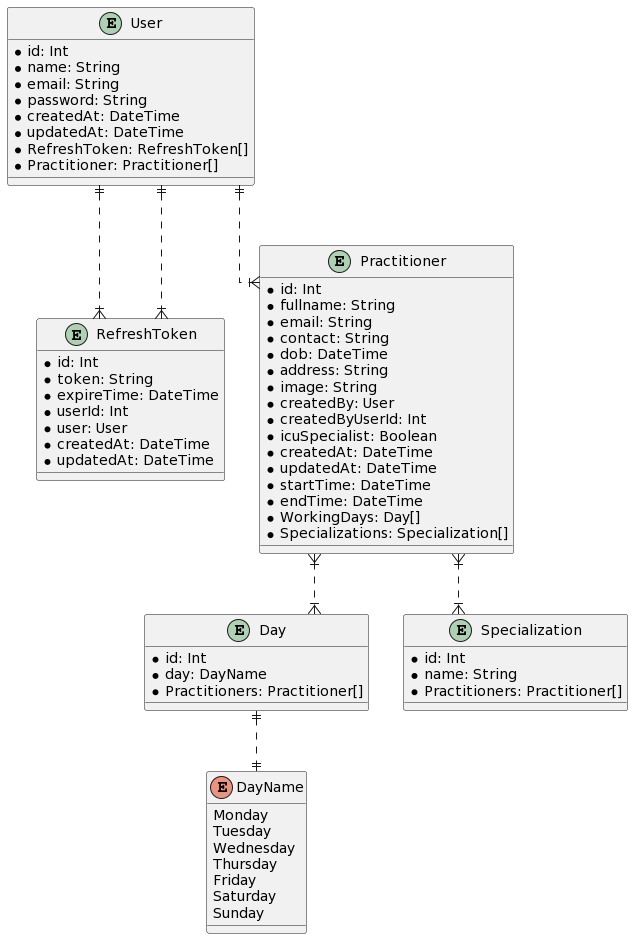 E User
id: Int
name: String
email: String
password: String
createdAt: DateTime
updatedAt: DateTime
RefreshToken: RefreshToken[]
Practitioner: Practitioner[]
E Practitioner
id: Int
fullname: String
email: String
contact: String
dob: DateTime
address: String
image: String
createdBy: User
createdByUserId: Int
icuSpecialist: Boolean
createdAt: DateTime
updatedAt: DateTime
startTime: DateTime
endTime: DateTime
WorkingDays: Day[]
Specializations: Specialization[]
E RefreshToken
id: Int
token: String
expireTime: DateTime
userId: Int
user: User
createdAt: DateTime
updatedAt: DateTime
E Day
id: Int
day: DayName
Practitioners: Practitioner[]
E Specialization
id: Int
name: String
Practitioners: Practitioner[]
E DayName
Monday
Tuesday
Wednesday
Thursday
Friday
Saturday
Sunday